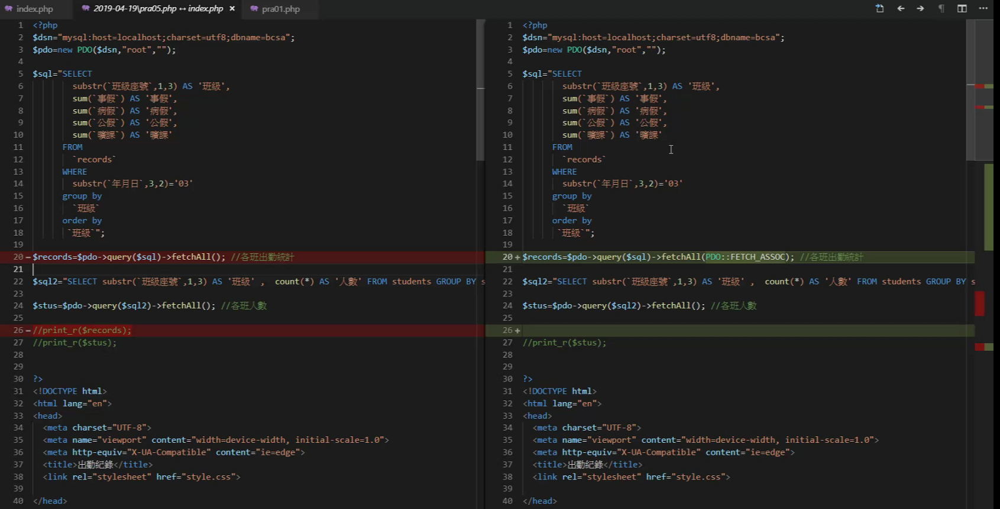 index.php
2019-04-19\pra05.php ↔ index.php ×
pra01.php
1 <?php
2 $dsn="mysql:host=localhost;charset=utf8;dbname=bcsa";
3 $pdo=new PDO($dsn,"root","");
4
5 $sql="SELECT
6 substr(`班級座號`,1,3) AS '班級',
7 sum(`事假`) AS '事假',
8 sum(`病假`) AS '病假',
9 sum(`公假`) AS '公假',
10 sum(`曠課`) AS '曠課'
11 FROM
12 `records`
13 WHERE
14 substr(`年月日`,3,2)='03'
15 group by
16 `班級`
17 order by
18 `班級`";
19
20 — $records=$pdo->query($sql)->fetchAll(); //各班出勤統計
21
22 $sql2="SELECT substr(`班級座號`,1,3) AS '班級' , count(*) AS '人數' FROM students GROUP BY s
23
24 $stus=$pdo->query($sql2)->fetchAll(); //各班人數
25
26 — //print_r($records);
27 //print_r($stus);
28
29
30 ?>
31 <!DOCTYPE html>
32 <html lang="en">
33 <head>
34 <meta charset="UTF-8">
35 <meta name="viewport" content="width=device-width, initial-scale=1.0">
36 <meta http-equiv="X-UA-Compatible" content="ie=edge">
37 <title>出勤紀錄</title>
38 <link rel="stylesheet" href="style.css">
39
40 </head>
1 <?php
2 $dsn="mysql:host=localhost;charset=utf8;dbname=bcsa";
3 $pdo=new PDO($dsn,"root","");
4
5 $sql="SELECT
6 substr(`班級座號`,1,3) AS '班級',
7 sum(`事假`) AS '事假',
8 sum(`病假`) AS '病假',
9 sum(`公假`) AS '公假',
10 sum(`曠課`) AS '曠課'
11 FROM
12 `records`
13 WHERE
14 substr(`年月日`,3,2)='03'
15 group by
16 `班級`
17 order by
18 `班級`";
19
20 + $records=$pdo->query($sql)->fetchAll(PDO::FETCH_ASSOC); //各班出勤統計
21
22 $sql2="SELECT substr(`班級座號`,1,3) AS '班級' , count(*) AS '人數' FROM students GROUP BY s
23
24 $stus=$pdo->query($sql2)->fetchAll(); //各班人數
25
26 +
27 //print_r($stus);
28
29
30 ?>
31 <!DOCTYPE html>
32 <html lang="en">
33 <head>
34 <meta charset="UTF-8">
35 <meta name="viewport" content="width=device-width, initial-scale=1.0">
36 <meta http-equiv="X-UA-Compatible" content="ie=edge">
37 <title>出勤紀錄</title>
38 <link rel="stylesheet" href="style.css">
39
40 </head>